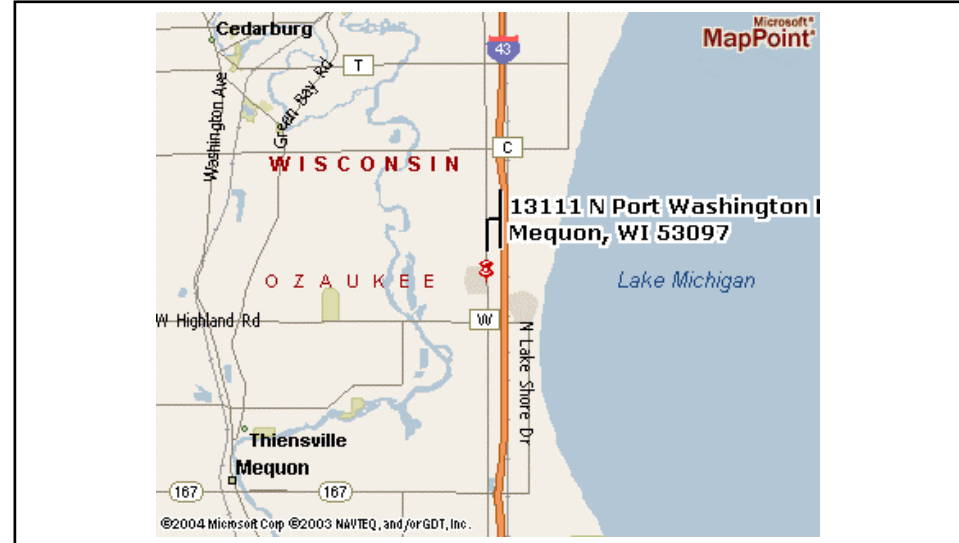 Cedarburg
Microsoft®
MapPoint®
43
T
Washington Ave
Green Bay Rd
C
WISCONSIN
13111 N Port Washington
Mequon, WI 53097
OZAUKEE
Lake Michigan
W Highland Rd
W
N Lake Shore Dr
Thiensville
Mequon
167
167
©2004 Microsoft Corp ©2003 NAVTEQ, and/or GDT, Inc.